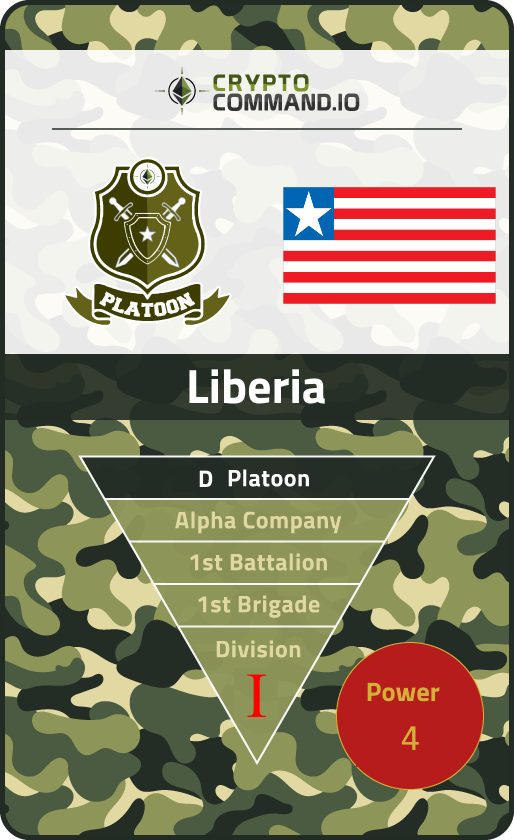 CRYPTO
COMMAND.IO
PLATOON
Liberia
D Platoon
Alpha Company
1st Battalion
1st Brigade
Division
I
Power
4